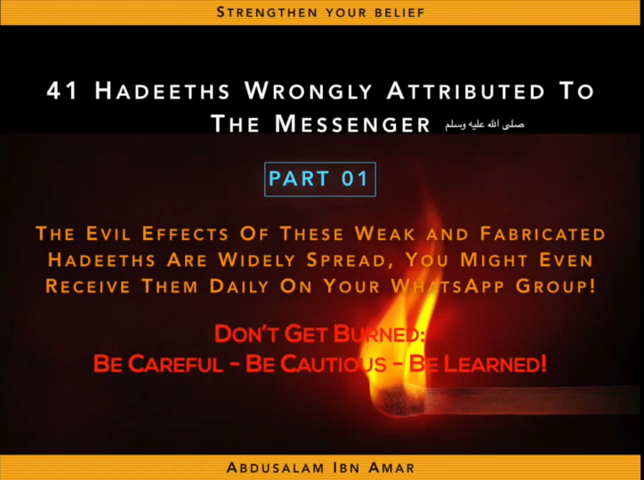 STRENGTHEN YOUR BELIEF
41 HADEETHS WRONGLY ATTRIBUTED TO
THE MESSENGER صلى الله عليه وسلم
PART 01
THE EVIL EFFECTS OF THESE WEAK AND FABRICATED
HADEETHS ARE WIDELY SPREAD, YOU MIGHT EVEN
RECEIVE THEM DAILY ON YOUR WHATSAPP GROUP!
DON'T GET BURNED:
BE CAREFUL – BE CAUTIOUS – BE LEARNED!
ABDUSALAM IBN AMAR